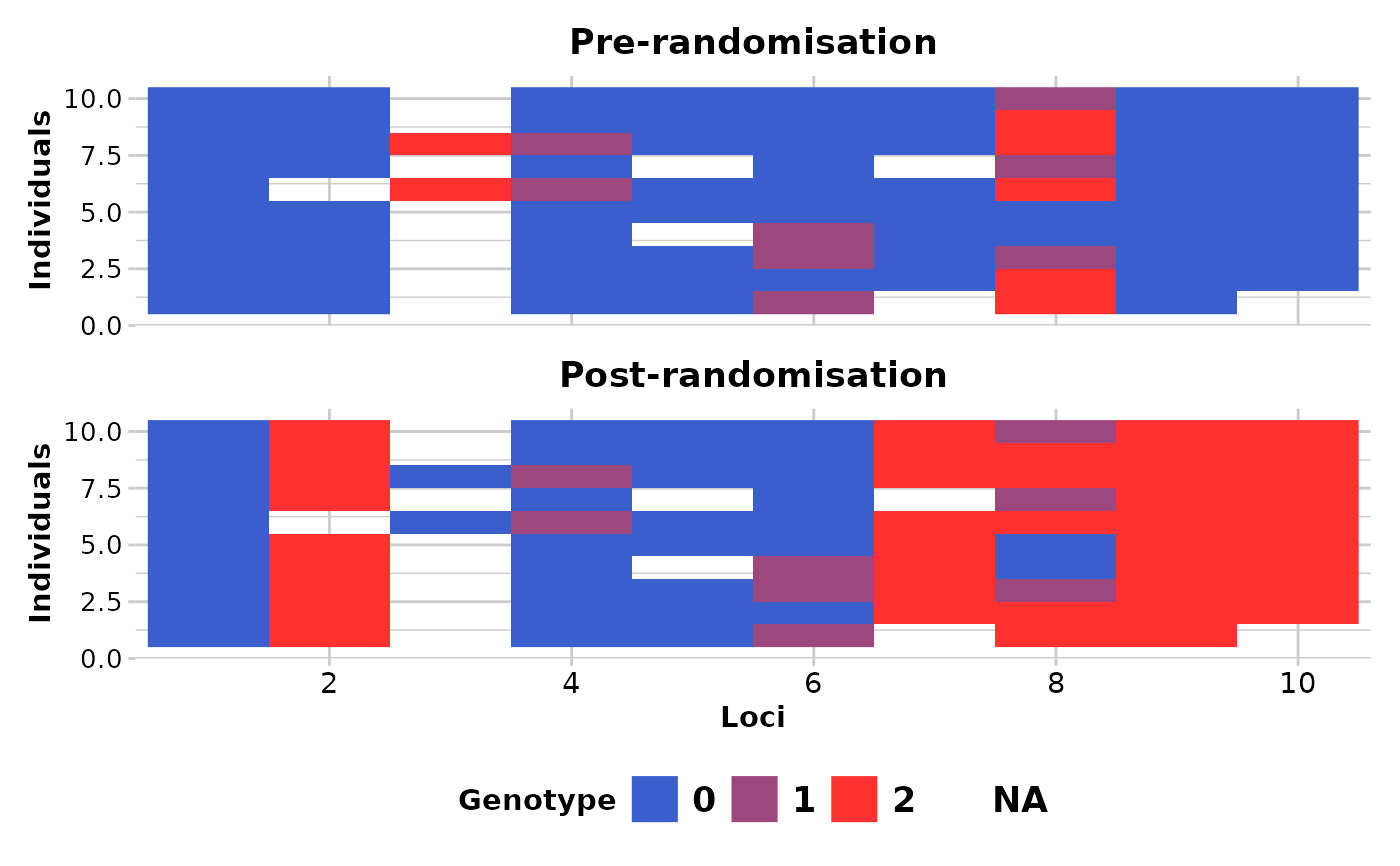 Pre-randomisation
Individuals
10.0
7.5
5.0
2.5
0.0
Post-randomisation
Individuals
10.0
7.5
5.0
2.5
0.0
2 4 6 8 10
Loci
Genotype 0 1 2 NA